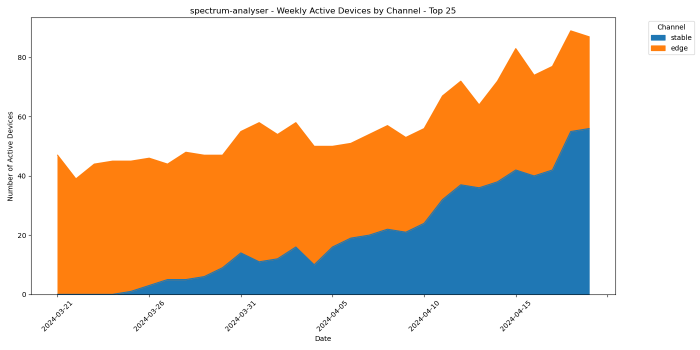 spectrum-analyser - Weekly Active Devices by Channel - Top 25
Channel
stable
edge
Number of Active Devices
80
60
40
20
0
2024-03-21
2024-03-26
2024-03-31
2024-04-05
2024-04-10
2024-04-15
Date